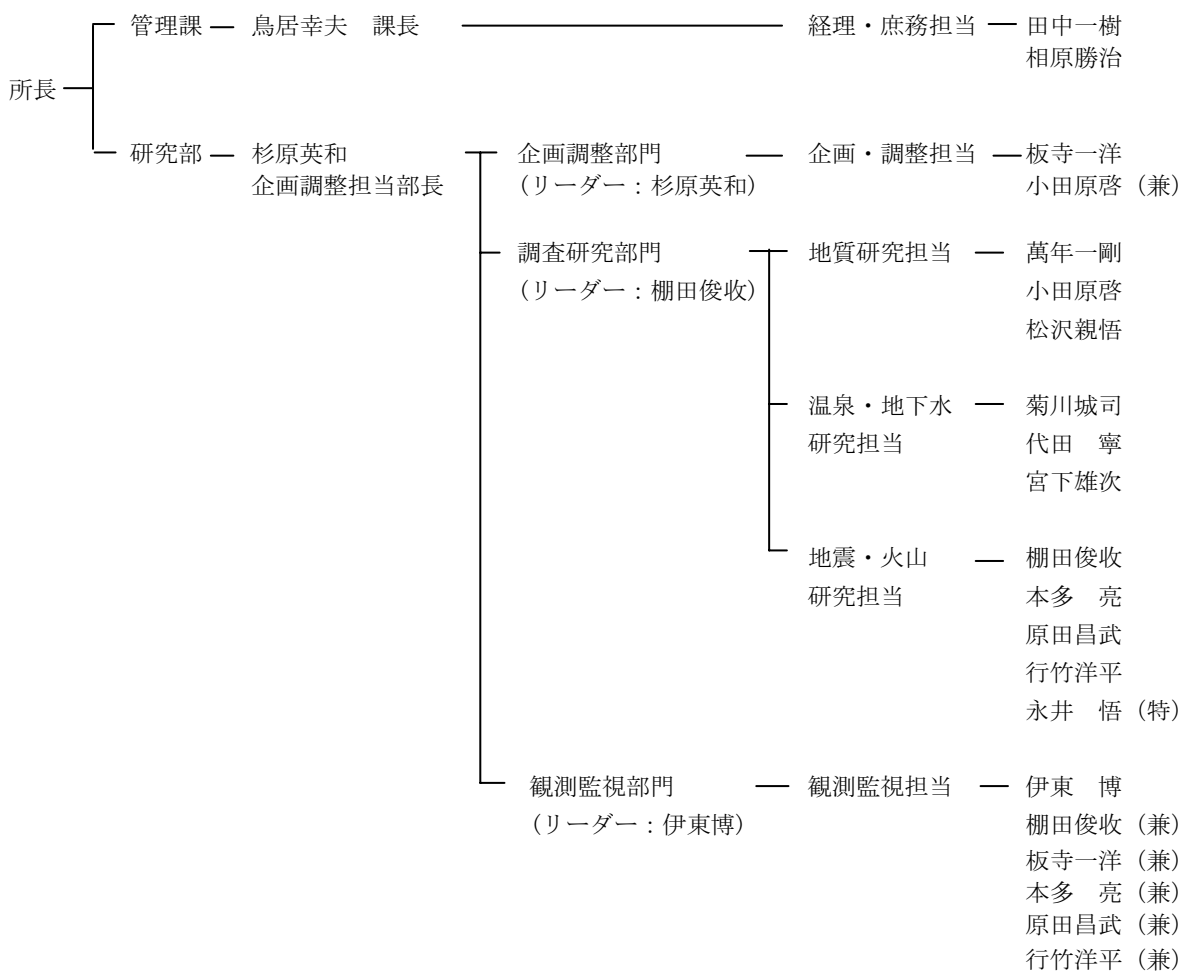 管理課 鳥居幸夫 課長 経理・庶務担当 田中一樹
相原勝治
所長
研究部 杉原英和 企画調整部門 企画・調整担当 板寺一洋
企画調整担当部長 (リーダー：杉原英和) 小田原啓（兼）
調査研究部門 地質研究担当 萬年一剛
(リーダー：棚田俊收) 小田原啓
松沢親悟
温泉・地下水 菊川城司
研究担当 代田 寧
宮下雄次
地震・火山 棚田俊收
研究担当 本多 亮
原田昌武
行竹洋平
永井 悟（特）
観測監視部門 観測監視担当 伊東 博
(リーダー：伊東博) 棚田俊收（兼）
板寺一洋（兼）
本多 亮（兼）
原田昌武（兼）
行竹洋平（兼）